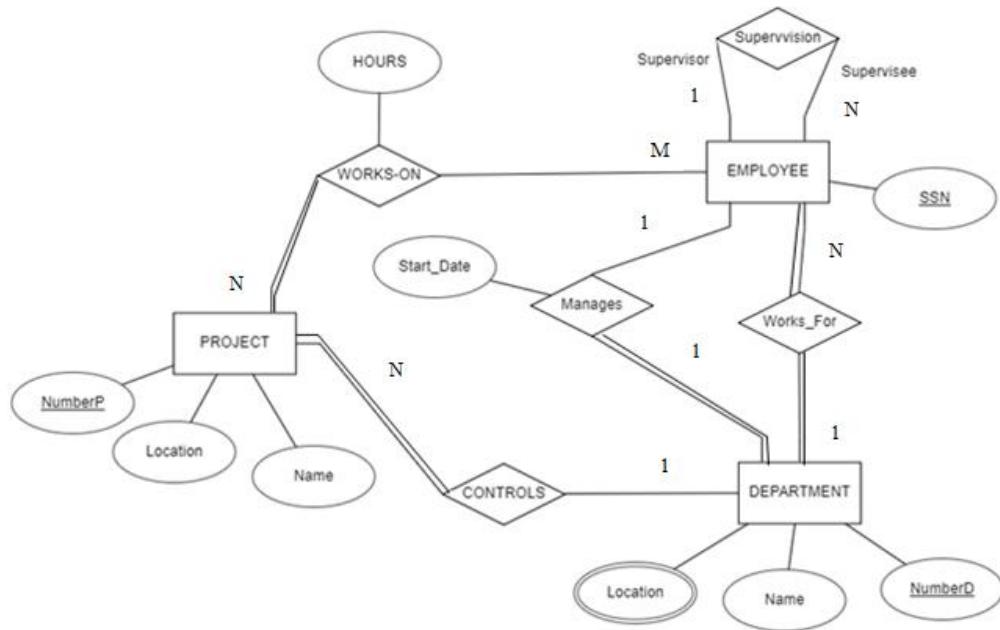 Supervvision
HOURS
Supervisor
Supervisee
1
N
M
WORKS-ON
EMPLOYEE
SSN
1
N
Start_Date
N
Manages
Works_For
PROJECT
1
N
NumberP
1
Location
1
Name
CONTROLS
DEPARTMENT
Location
Name
NumberD